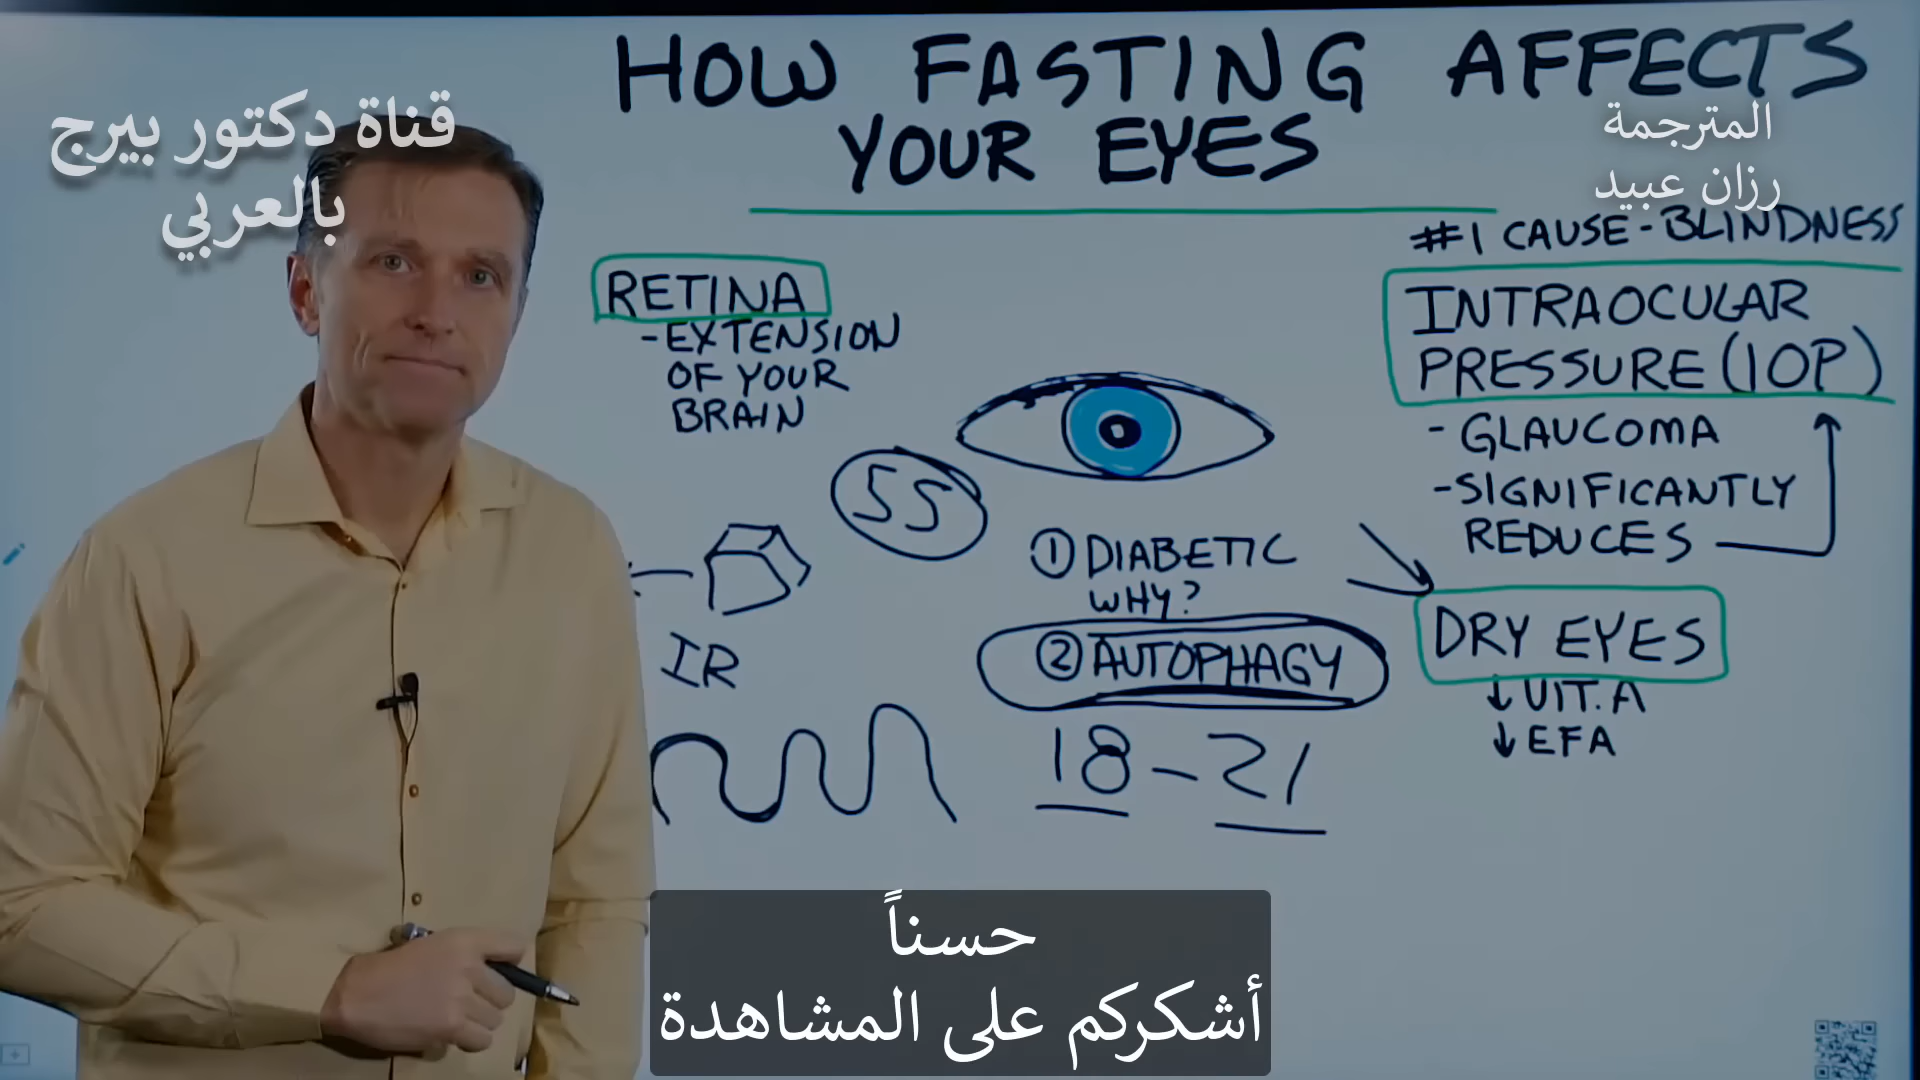 HOW FASTING AFFECTS
YOUR EYES
قناة دكتور بيرج
بالعربي
المترجمة
رزان عبيد
RETINA
-EXTENSION
OF YOUR
BRAIN
55
IR
① DIABETIC
WHY?
② AUTOPHAGY
18-21
#1 CAUSE-BLINDNESS
INTRAOCULAR
PRESSURE (IOP)
- GLAUCOMA
-SIGNIFICANTLY
REDUCES
DRY EYES
↓ VIT. A
↓ EFA
حسناً
أشكركم على المشاهدة